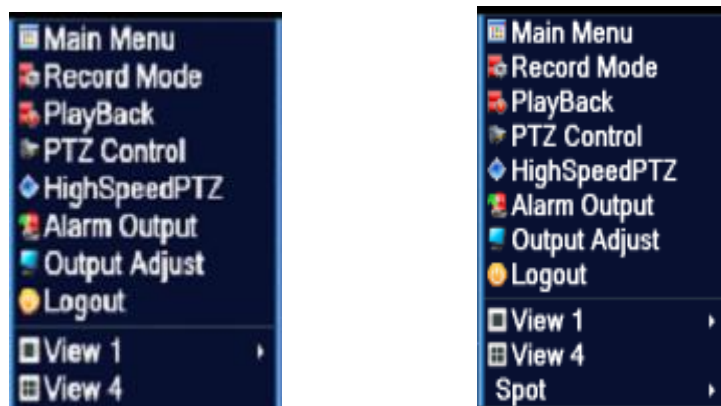 Main Menu
Record Mode
PlayBack
PTZ Control
HighSpeedPTZ
Alarm Output
Output Adjust
Logout
View 1
View 4
Main Menu
Record Mode
PlayBack
PTZ Control
HighSpeedPTZ
Alarm Output
Output Adjust
Logout
View 1
View 4
Spot